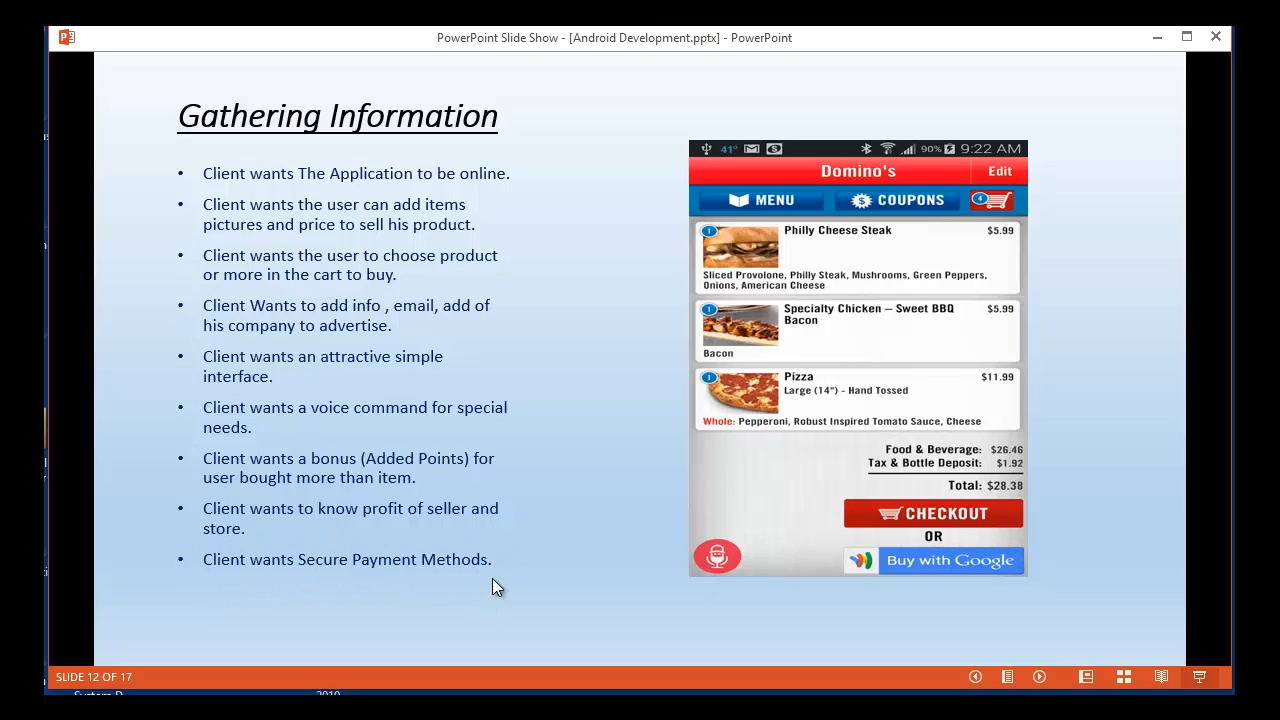 PowerPoint Slide Show - [Android Development.pptx] - PowerPoint
Gathering Information
• Client wants The Application to be online.
• Client wants the user can add items
pictures and price to sell his product.
• Client wants the user to choose product
or more in the cart to buy.
• Client Wants to add info , email, add of
his company to advertise.
• Client wants an attractive simple
interface.
• Client wants a voice command for special
needs.
• Client wants a bonus (Added Points) for
user bought more than item.
• Client wants to know profit of seller and
store.
• Client wants Secure Payment Methods.
41° 90% 9:22 AM
Domino's Edit
MENU COUPONS 4
1 Philly Cheese Steak $5.99
Sliced Provolone, Philly Steak, Mushrooms, Green Peppers,
Onions, American Cheese
1 Specialty Chicken – Sweet BBQ $5.99
Bacon
Bacon
1 Pizza $11.99
Large (14") - Hand Tossed
Whole: Pepperoni, Robust Inspired Tomato Sauce, Cheese
Food & Beverage: $26.46
Tax & Bottle Deposit: $1.92
Total: $28.38
CHECKOUT
OR
Buy with Google
SLIDE 12 OF 17